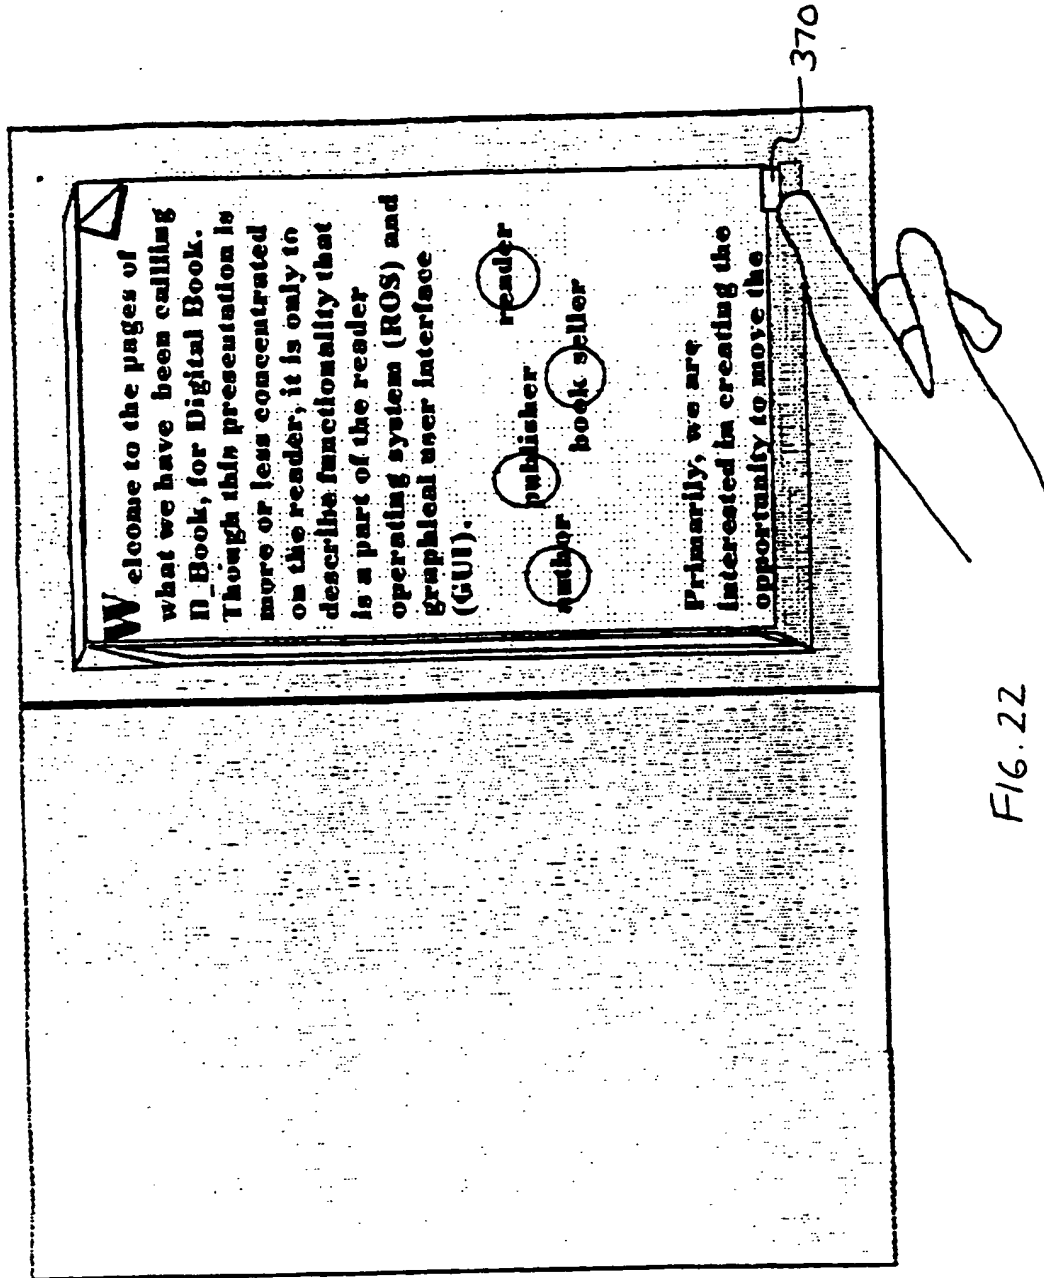 Welcome to the pages of
what we have been callling
D_Book, for Digital Book.
Though this presentation is
more or less concentrated
on the reader, it is only to
describe functionality that
is a part of the reader
operating system (ROS) and
graphical user interface
(GUI).
reader
publisher
author
book seller
Primarily, we are
interested in creating the
opportunity to move the
370
FIG. 22